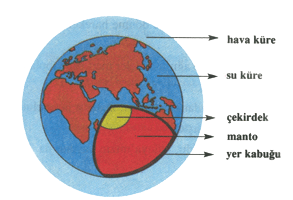 hava küre
su küre
çekirdek
manto
yer kabuğu